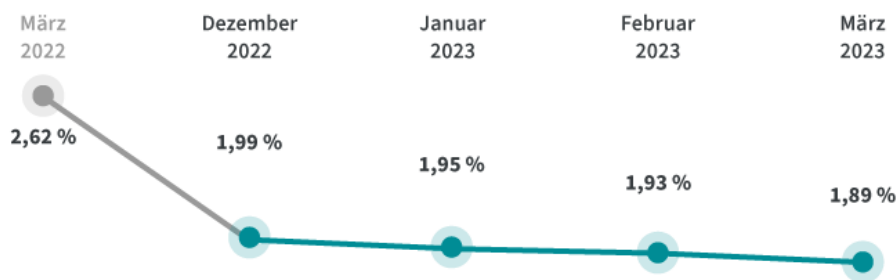 März
2022
Dezember
2022
Januar
2023
Februar
2023
März
2023
2,62 %
1,99 %
1,95 %
1,93 %
1,89 %